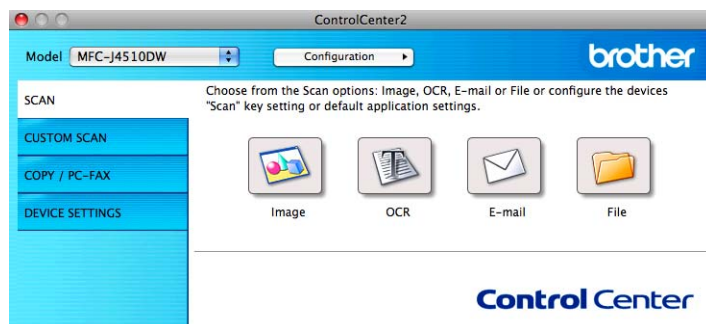 ControlCenter2
Model MFC-J4510DW Configuration brother
SCAN
Choose from the Scan options: Image, OCR, E-mail or File or configure the devices
"Scan" key setting or default application settings.
CUSTOM SCAN
COPY / PC-FAX
DEVICE SETTINGS
Image OCR E-mail File
Control Center